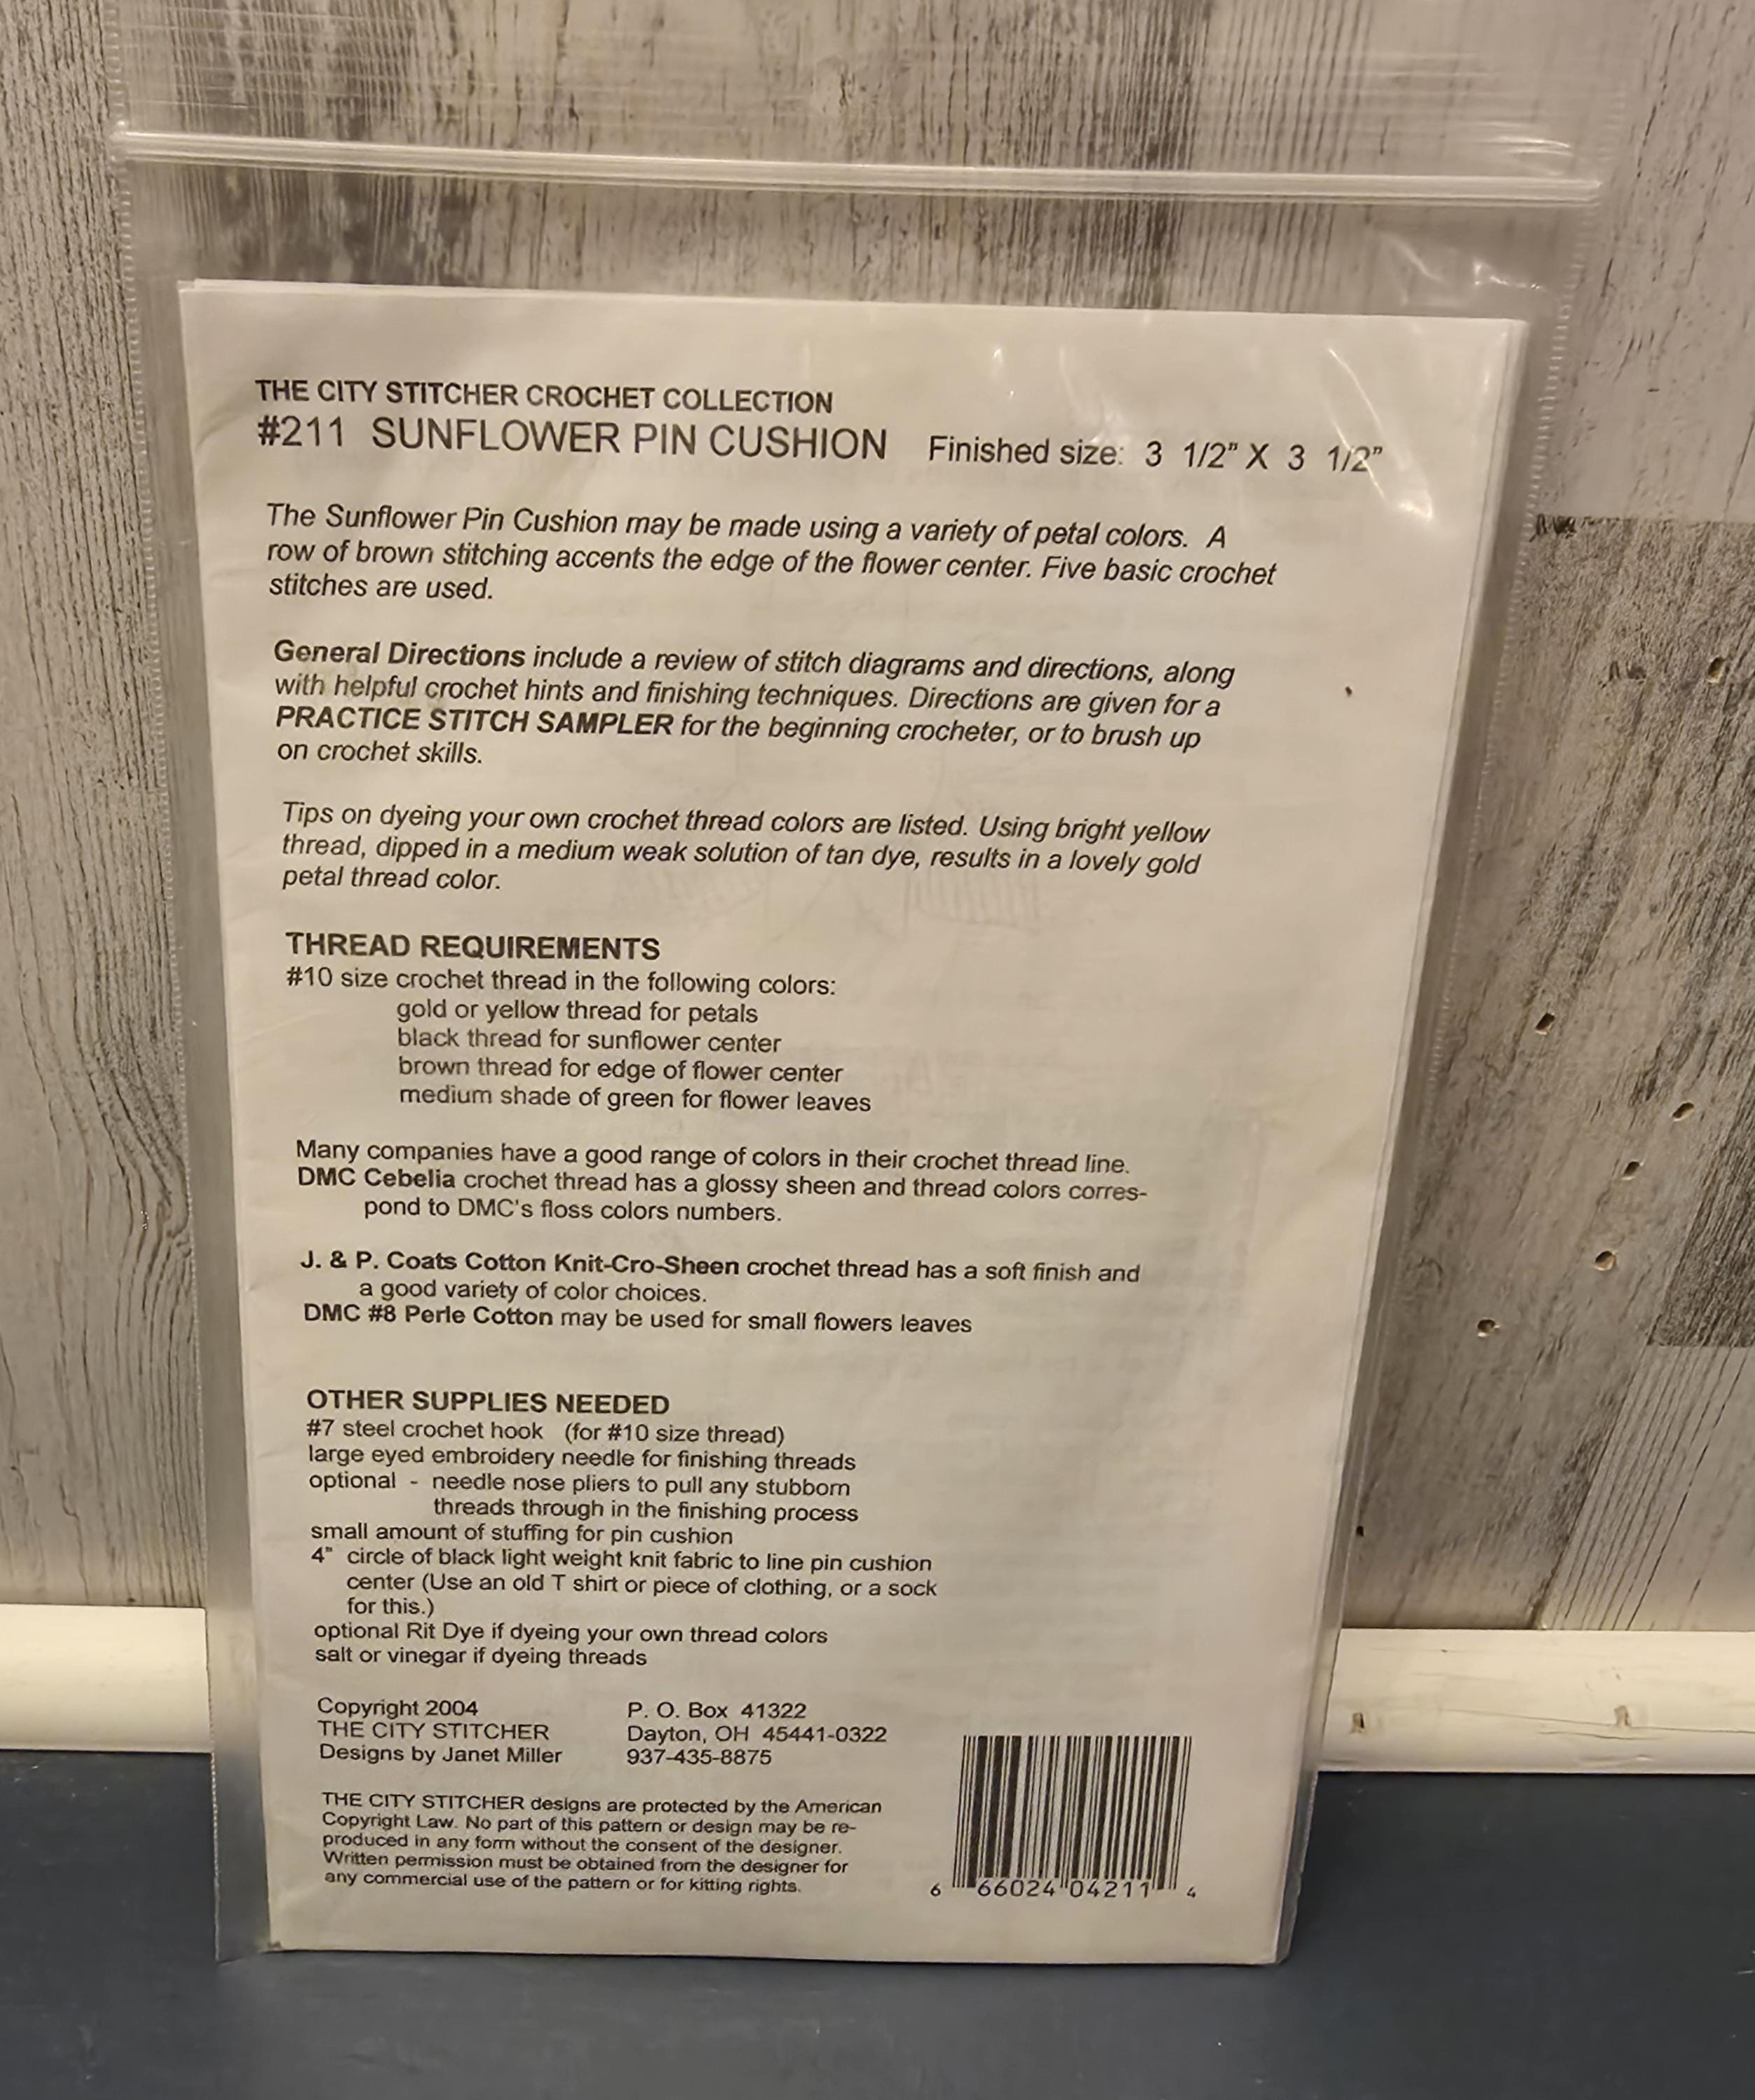 THE CITY STITCHER CROCHET COLLECTION
#211 SUNFLOWER PIN CUSHION Finished size: 3 1/2” X 3 1/2”
The Sunflower Pin Cushion may be made using a variety of petal colors. A
row of brown stitching accents the edge of the flower center. Five basic crochet
stitches are used.
General Directions include a review of stitch diagrams and directions, along
with helpful crochet hints and finishing techniques. Directions are given for a
PRACTICE STITCH SAMPLER for the beginning crocheter, or to brush up
on crochet skills.
Tips on dyeing your own crochet thread colors are listed. Using bright yellow
thread, dipped in a medium weak solution of tan dye, results in a lovely gold
petal thread color.
THREAD REQUIREMENTS
#10 size crochet thread in the following colors:
gold or yellow thread for petals
black thread for sunflower center
brown thread for edge of flower center
medium shade of green for flower leaves
Many companies have a good range of colors in their crochet thread line.
DMC Cebelia crochet thread has a glossy sheen and thread colors corres-
pond to DMC's floss colors numbers.
J. & P. Coats Cotton Knit-Cro-Sheen crochet thread has a soft finish and
a good variety of color choices.
DMC #8 Perle Cotton may be used for small flowers leaves
OTHER SUPPLIES NEEDED
#7 steel crochet hook (for #10 size thread)
large eyed embroidery needle for finishing threads
optional - needle nose pliers to pull any stubborn
threads through in the finishing process
small amount of stuffing for pin cushion
4” circle of black light weight knit fabric to line pin cushion
center (Use an old T shirt or piece of clothing, or a sock
for this.)
optional Rit Dye if dyeing your own thread colors
salt or vinegar if dyeing threads
Copyright 2004 P. O. Box 41322
THE CITY STITCHER Dayton, OH 45441-0322
Designs by Janet Miller 937-435-8875
THE CITY STITCHER designs are protected by the American
Copyright Law. No part of this pattern or design may be re-
produced in any form without the consent of the designer.
Written permission must be obtained from the designer for
any commercial use of the pattern or for kitting rights.
6 66024 04211 4